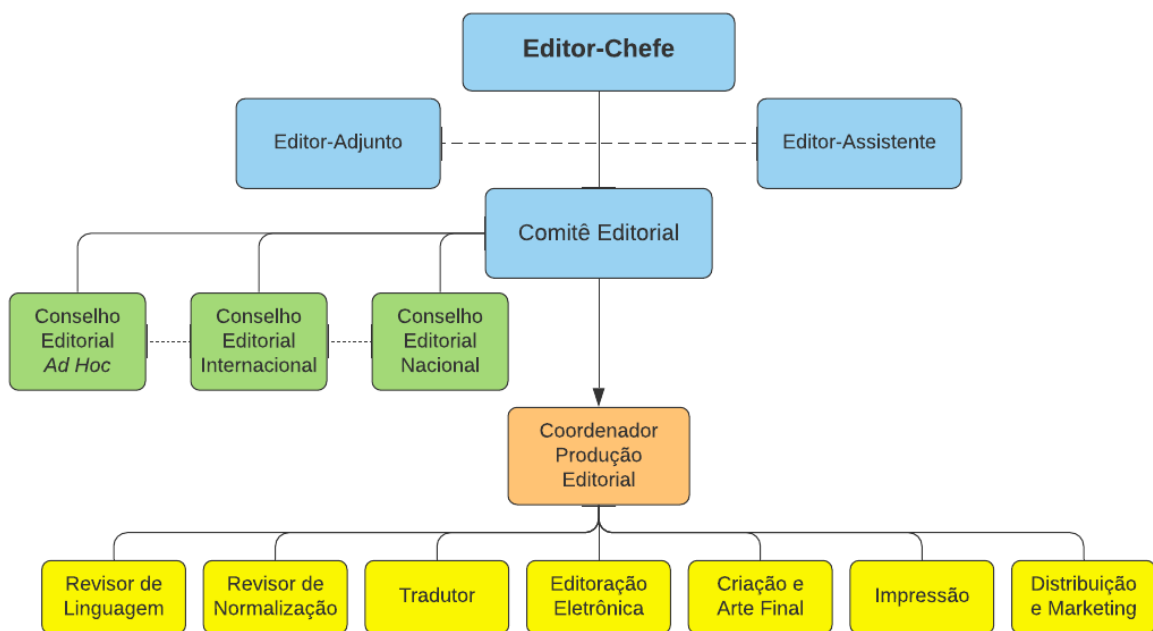 Editor-Chefe
Editor-Adjunto
Editor-Assistente
Comitê Editorial
Conselho
Editorial
Ad Hoc
Conselho
Editorial
Internacional
Conselho
Editorial
Nacional
Coordenador
Produção
Editorial
Revisor de
Linguagem
Revisor de
Normalização
Tradutor
Editoração
Eletrônica
Criação e
Arte Final
Impressão
Distribuição
e Marketing